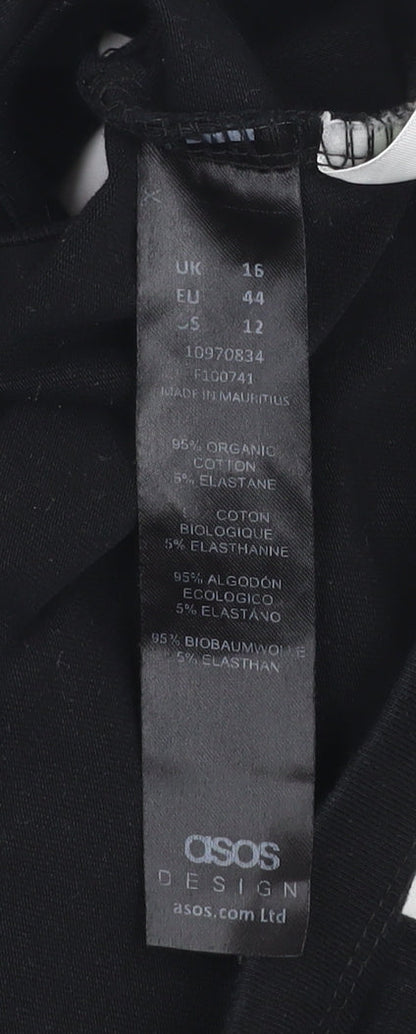 UK 16
EU 44
US 12
10970834
F100741
MADE IN MAURITIUS
95% ORGANIC
COTTON
5% ELASTANE
COTON
BIOLOGIQUE
5% ELASTHANNE
95% ALGODÓN
ECOLOGICO
5% ELASTANO
95% BIOBAUMWOLLE
5% ELASTHAN
asos
DESIGN
asos.com Ltd